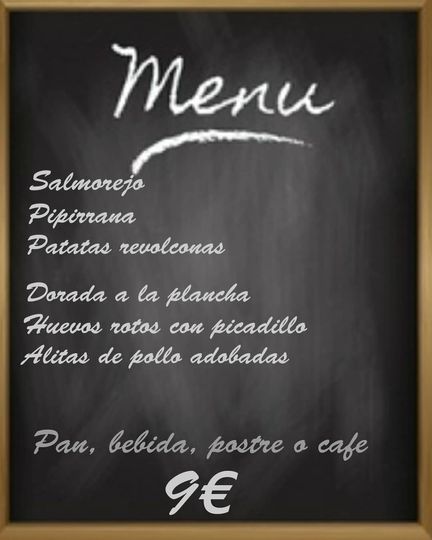 Menu
Salmorejo
Pipirrana
Patatas revolconas
Dorada a la plancha
Huevos rotos con picadillo
Alitas de pollo adobadas
Pan, bebida, postre o cafe
9€